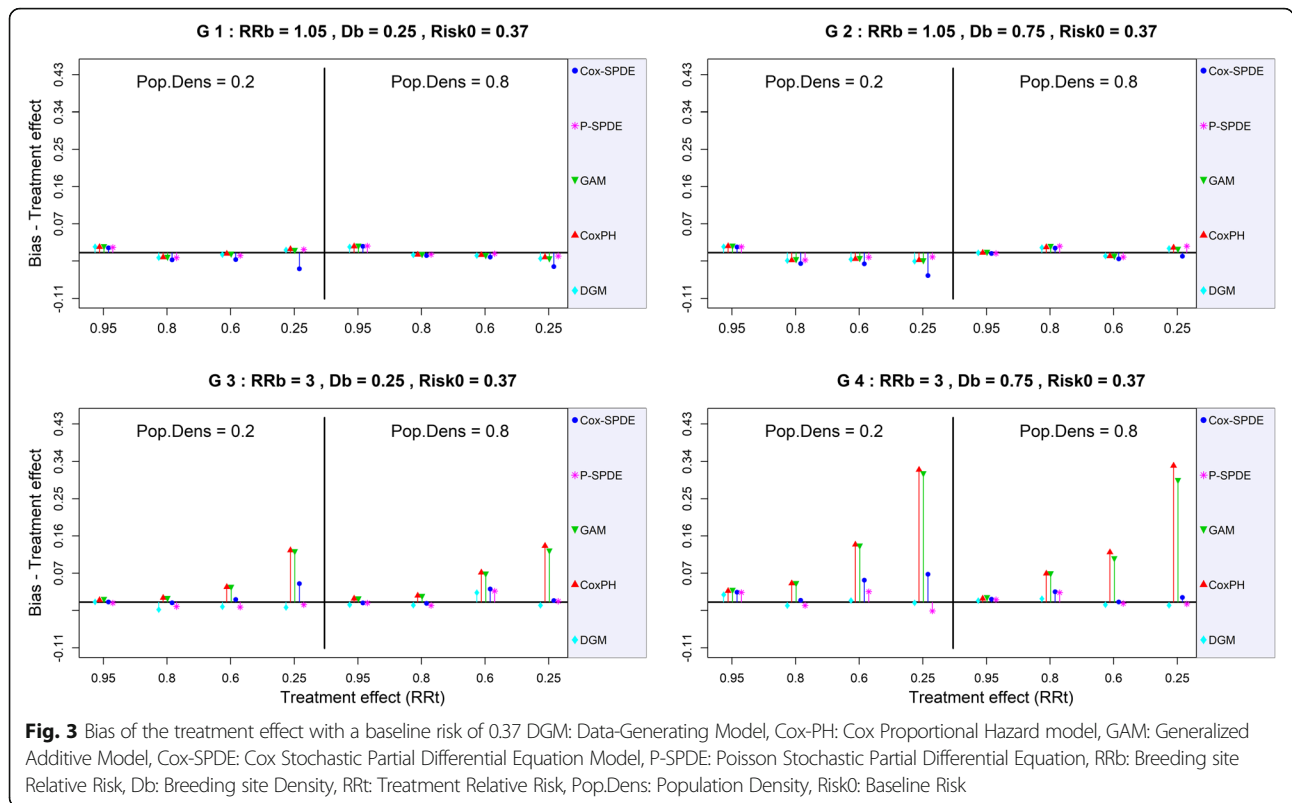 G 1 : RRb = 1.05 , Db = 0.25 , Risk0 = 0.37
Bias - Treatment effect
0.43
0.34
0.25
0.16
0.07
-0.11
Pop.Dens = 0.2
Pop.Dens = 0.8
Cox-SPDE
P-SPDE
GAM
CoxPH
DGM
0.95 0.8 0.6 0.25 0.95 0.8 0.6 0.25
G 2 : RRb = 1.05 , Db = 0.75 , Risk0 = 0.37
0.43
0.34
0.25
0.16
0.07
-0.11
Pop.Dens = 0.2
Pop.Dens = 0.8
Cox-SPDE
P-SPDE
GAM
CoxPH
DGM
0.95 0.8 0.6 0.25 0.95 0.8 0.6 0.25
G 3 : RRb = 3 , Db = 0.25 , Risk0 = 0.37
Bias - Treatment effect
0.43
0.34
0.25
0.16
0.07
-0.11
Pop.Dens = 0.2
Pop.Dens = 0.8
Cox-SPDE
P-SPDE
GAM
CoxPH
DGM
0.95 0.8 0.6 0.25 0.95 0.8 0.6 0.25
Treatment effect (RRt)
G 4 : RRb = 3 , Db = 0.75 , Risk0 = 0.37
0.43
0.34
0.25
0.16
0.07
-0.11
Pop.Dens = 0.2
Pop.Dens = 0.8
Cox-SPDE
P-SPDE
GAM
CoxPH
DGM
0.95 0.8 0.6 0.25 0.95 0.8 0.6 0.25
Treatment effect (RRt)
Fig. 3 Bias of the treatment effect with a baseline risk of 0.37 DGM: Data-Generating Model, Cox-PH: Cox Proportional Hazard model, GAM: Generalized
Additive Model, Cox-SPDE: Cox Stochastic Partial Differential Equation Model, P-SPDE: Poisson Stochastic Partial Differential Equation, RRb: Breeding site
Relative Risk, Db: Breeding site Density, RRt: Treatment Relative Risk, Pop.Dens: Population Density, Risk0: Baseline Risk